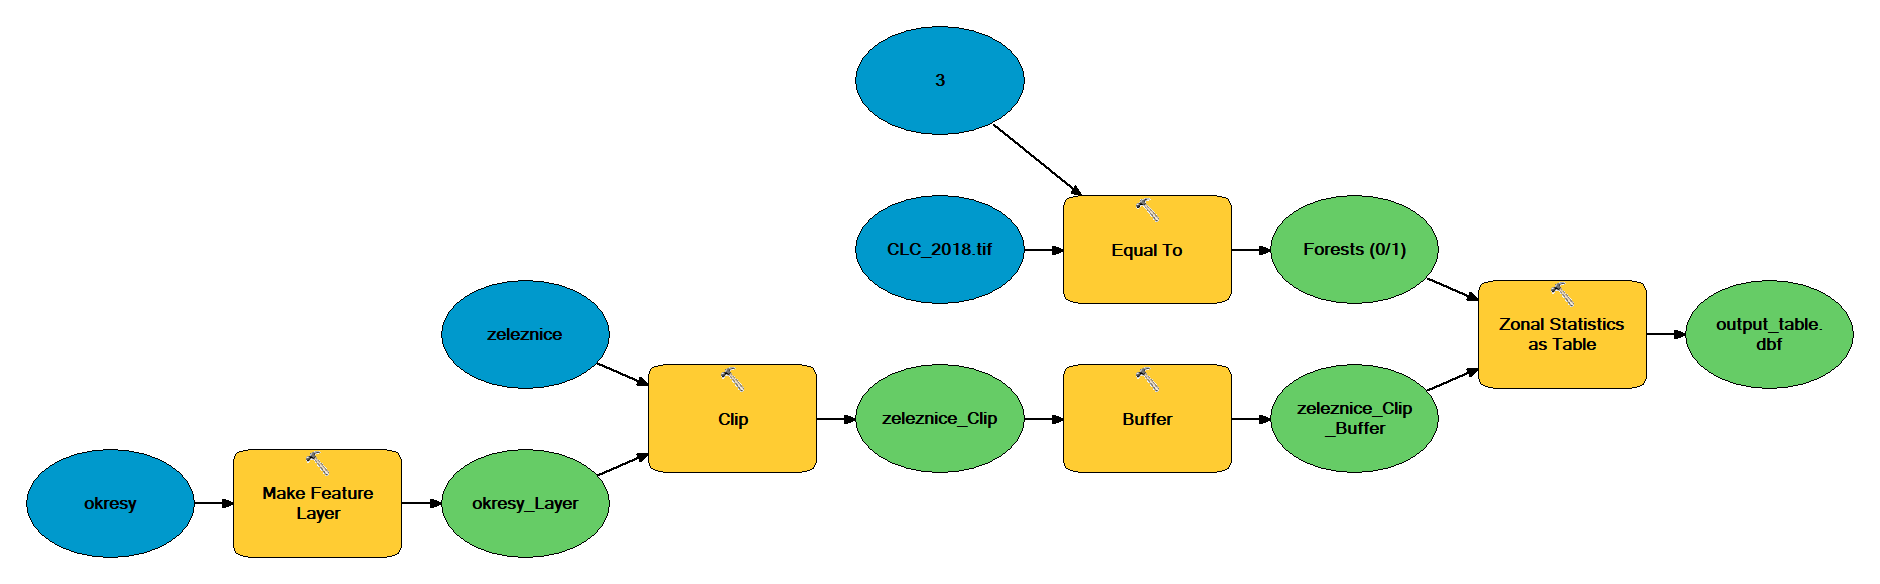 3
CLC_2018.tif
Equal To
Forests (0/1)
zeleznice
Zonal Statistics
as Table
output_table.
dbf
Clip
zeleznice_Clip
Buffer
zeleznice_Clip
_Buffer
okresy
Make Feature
Layer
okresy_Layer